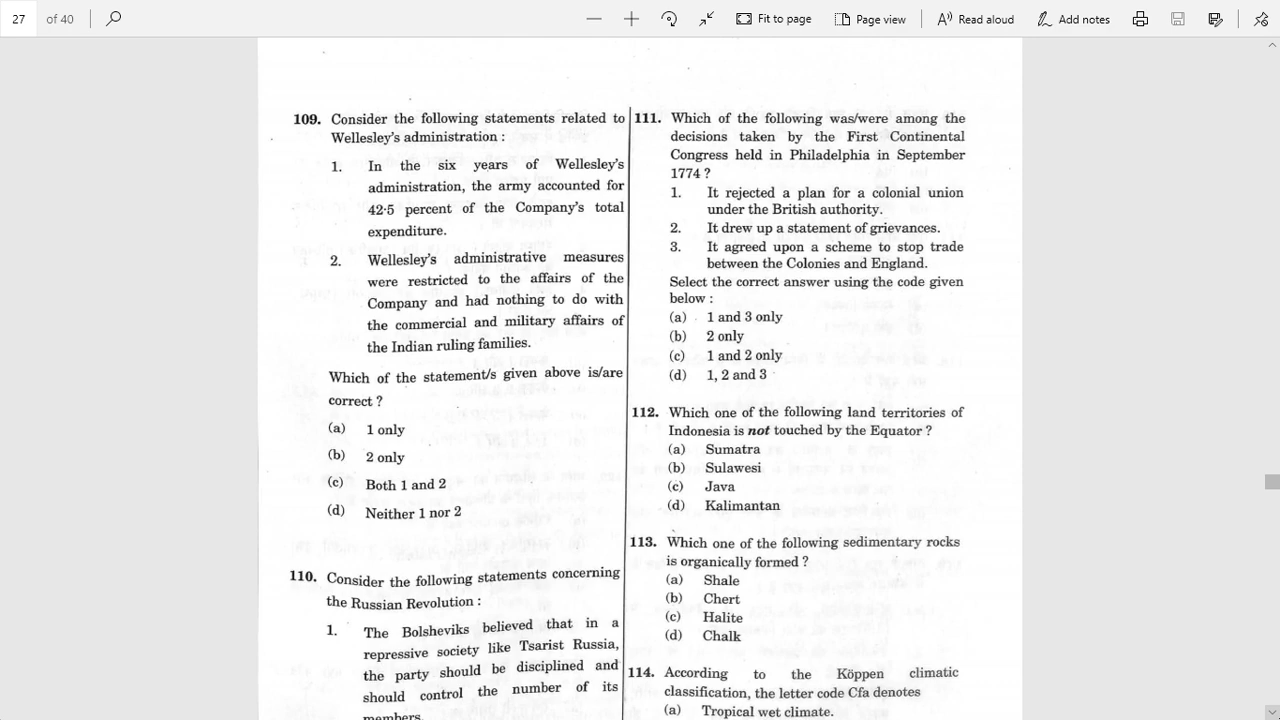 27 of 40 Fit to page Page view Read aloud Add notes
109. Consider the following statements related to
Wellesley's administration :
1. In the six years of Wellesley's
administration, the army accounted for
42·5 percent of the Company's total
expenditure.
2. Wellesley's administrative measures
were restricted to the affairs of the
Company and had nothing to do with
the commercial and military affairs of
the Indian ruling families.
Which of the statement/s given above is/are
correct ?
(a) 1 only
(b) 2 only
(c) Both 1 and 2
(d) Neither 1 nor 2
110. Consider the following statements concerning
the Russian Revolution :
1. The Bolsheviks believed that in a
repressive society like Tsarist Russia,
the party should be disciplined and
should control the number of its
members.
111. Which of the following was/were among the
decisions taken by the First Continental
Congress held in Philadelphia in September
1774 ?
1. It rejected a plan for a colonial union
under the British authority.
2. It drew up a statement of grievances.
3. It agreed upon a scheme to stop trade
between the Colonies and England.
Select the correct answer using the code given
below :
(a) 1 and 3 only
(b) 2 only
(c) 1 and 2 only
(d) 1, 2 and 3
112. Which one of the following land territories of
Indonesia is not touched by the Equator ?
(a) Sumatra
(b) Sulawesi
(c) Java
(d) Kalimantan
113. Which one of the following sedimentary rocks
is organically formed ?
(a) Shale
(b) Chert
(c) Halite
(d) Chalk
114. According to the Köppen climatic
classification, the letter code Cfa denotes
(a) Tropical wet climate.